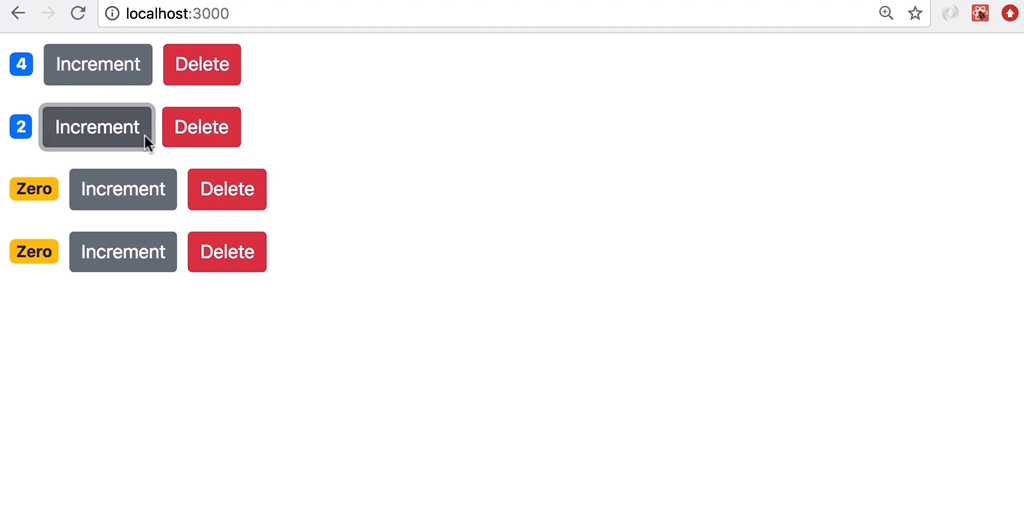 localhost:3000
4 Increment Delete
2 Increment Delete
Zero Increment Delete
Zero Increment Delete